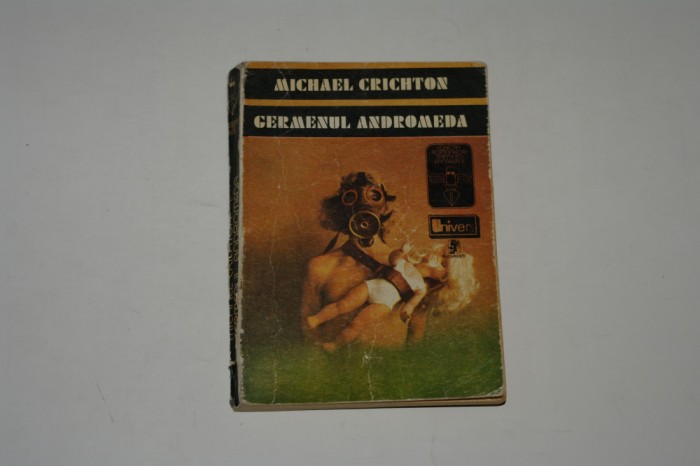 MICHAEL CRICHTON
GERMENUL ANDROMEDA
Univers